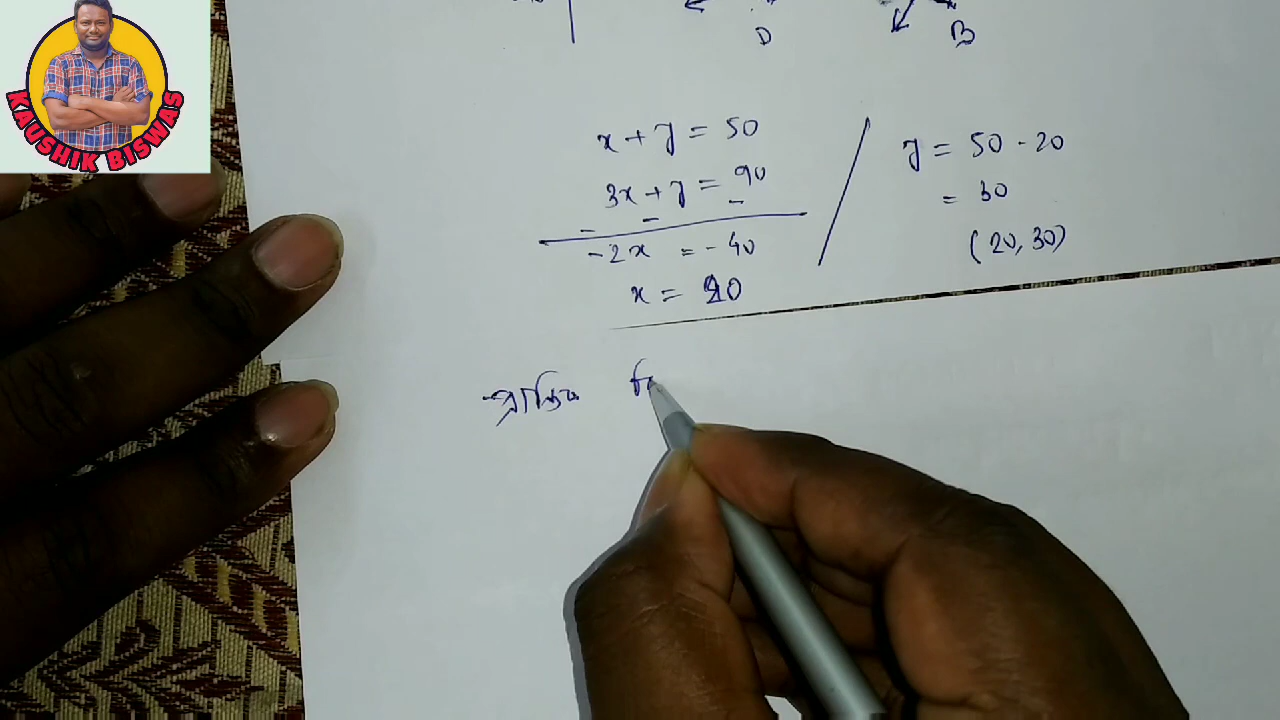 KAUSHIK BISWAS
D B
x + y = 50
3x + y = 90
- - -
-2x = -40
x = 20
y = 50 - 20
= 30
(20, 30)
প্রান্তিক